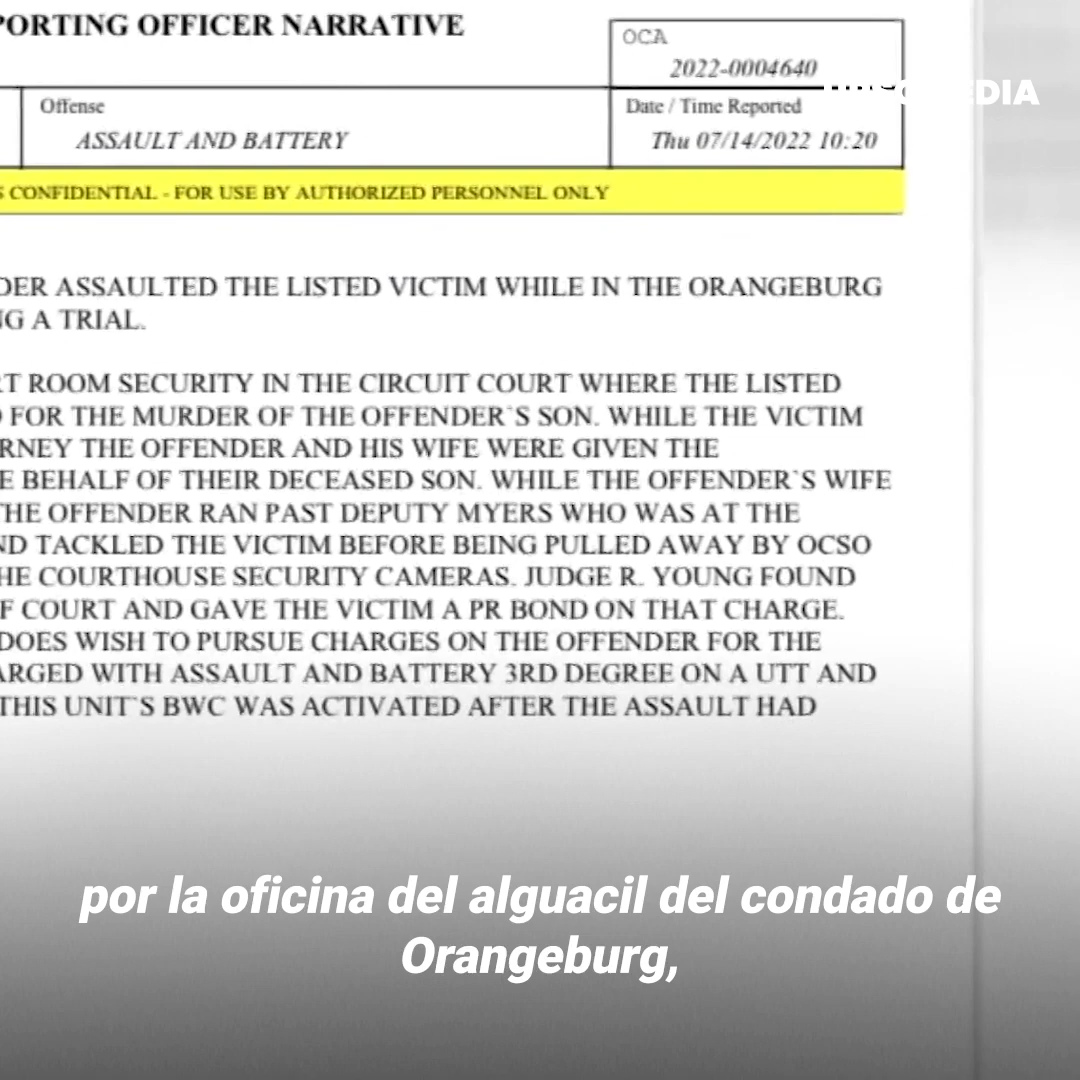 PORTING OFFICER NARRATIVE
OCA
2022-0004640
Offense
ASSAULT AND BATTERY
Date / Time Reported
Thu 07/14/2022 10:20
CONFIDENTIAL - FOR USE BY AUTHORIZED PERSONNEL ONLY
DER ASSAULTED THE LISTED VICTIM WHILE IN THE ORANGEBURG
NG A TRIAL.
RT ROOM SECURITY IN THE CIRCUIT COURT WHERE THE LISTED
FOR THE MURDER OF THE OFFENDER`S SON. WHILE THE VICTIM
RNEY THE OFFENDER AND HIS WIFE WERE GIVEN THE
E BEHALF OF THEIR DECEASED SON. WHILE THE OFFENDER`S WIFE
THE OFFENDER RAN PAST DEPUTY MYERS WHO WAS AT THE
ND TACKLED THE VICTIM BEFORE BEING PULLED AWAY BY OCSO
HE COURTHOUSE SECURITY CAMERAS. JUDGE R. YOUNG FOUND
F COURT AND GAVE THE VICTIM A PR BOND ON THAT CHARGE.
DOES WISH TO PURSUE CHARGES ON THE OFFENDER FOR THE
ARGED WITH ASSAULT AND BATTERY 3RD DEGREE ON A UTT AND
THIS UNIT`S BWC WAS ACTIVATED AFTER THE ASSAULT HAD
por la oficina del alguacil del condado de
Orangeburg,